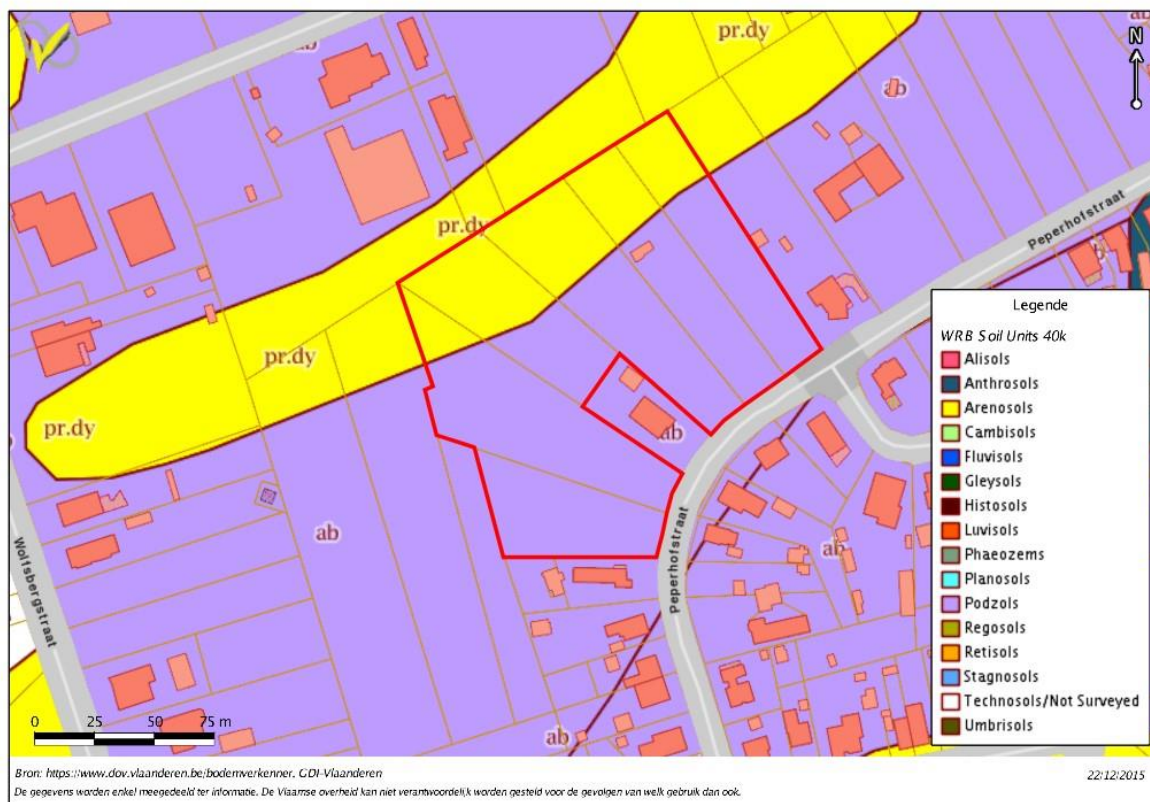 ab
pr.dy
ab
N
ab
pr.dy
Peperhofstraat
pr.dy
pr.dy
ab
ab
ab
Wolfsbergstraat
Peperhofstraat
ab
Legende
WRB Soil Units 40k
Alisols
Anthrosols
Arenosols
Cambisols
Fluvisols
Gleysols
Histosols
Luvisols
Phaeozems
Planosols
Podzols
Regosols
Retisols
Stagnosols
Technosols/Not Surveyed
Umbrisols
0 25 50 75 m
Bron: https://www.dov.vlaanderen.be/bodemverkenner, GDI-Vlaanderen
22/12/2015
De gegevens worden enkel meegedeeld ter informatie. De Vlaamse overheid kan niet verantwoordelijk worden gesteld voor de gevolgen van welk gebruik dan ook.